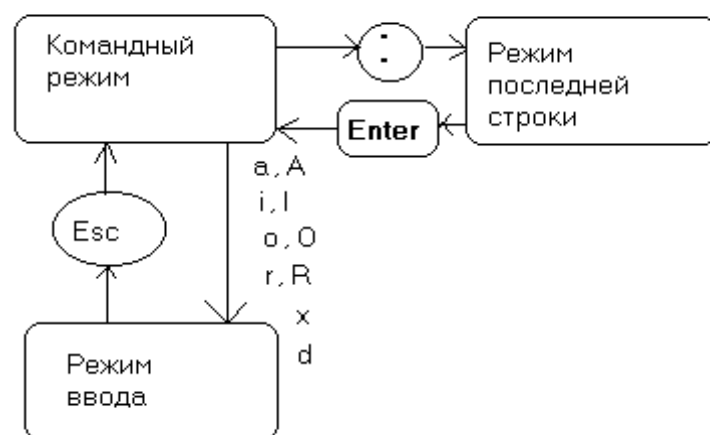 Командный
режим
:
Режим
последней
строки
Enter
a, A
i, I
o, O
r, R
x
d
Esc
Режим
ввода